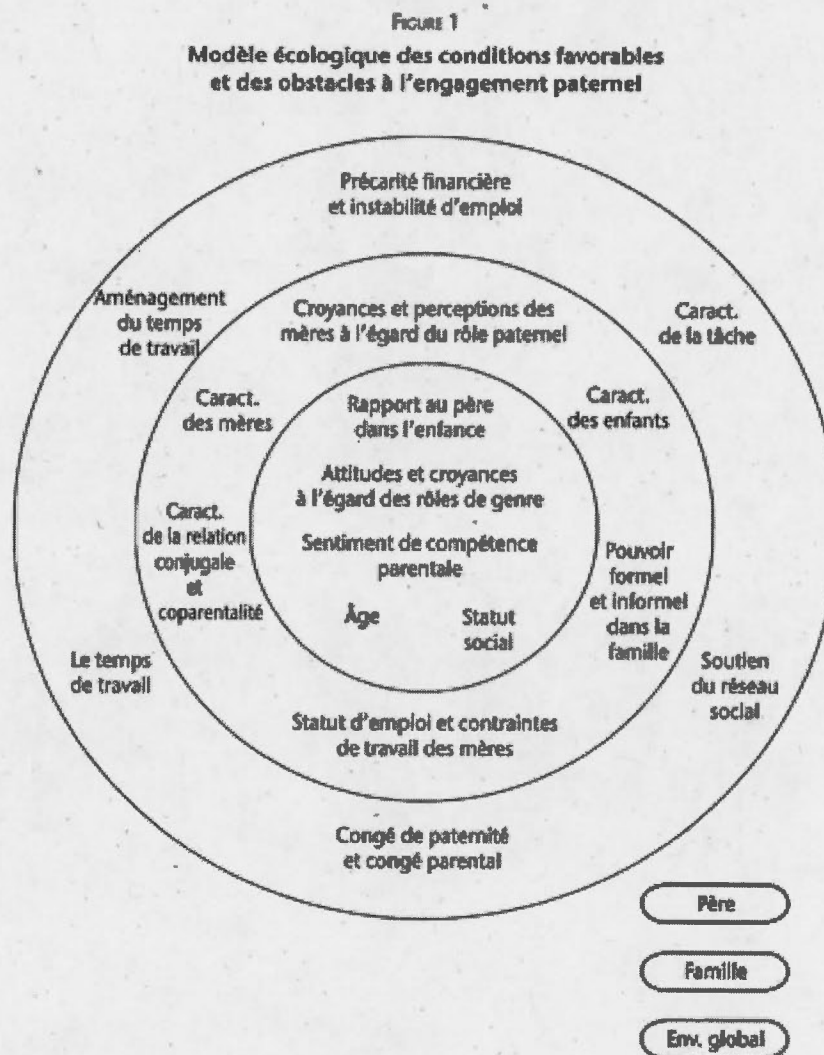 FIGURE 1
Modèle écologique des conditions favorables
et des obstacles à l'engagement paternel
Précarité financière
et instabilité d'emploi
Aménagement
du temps
de travail
Croyances et perceptions des
mères à l'égard du rôle paternel
Caract.
de la tâche
Caract.
des mères
Rapport au père
dans l'enfance
Caract.
des enfants
Attitudes et croyances
à l'égard des rôles de genre
Caract.
de la relation
conjugale
et
coparentalité
Sentiment de compétence
parentale
Pouvoir
formel
et informel
dans la
famille
Âge
Statut
social
Le temps
de travail
Soutien
du réseau
social
Statut d'emploi et contraintes
de travail des mères
Congé de paternité
et congé parental
Père
Famille
Env. global